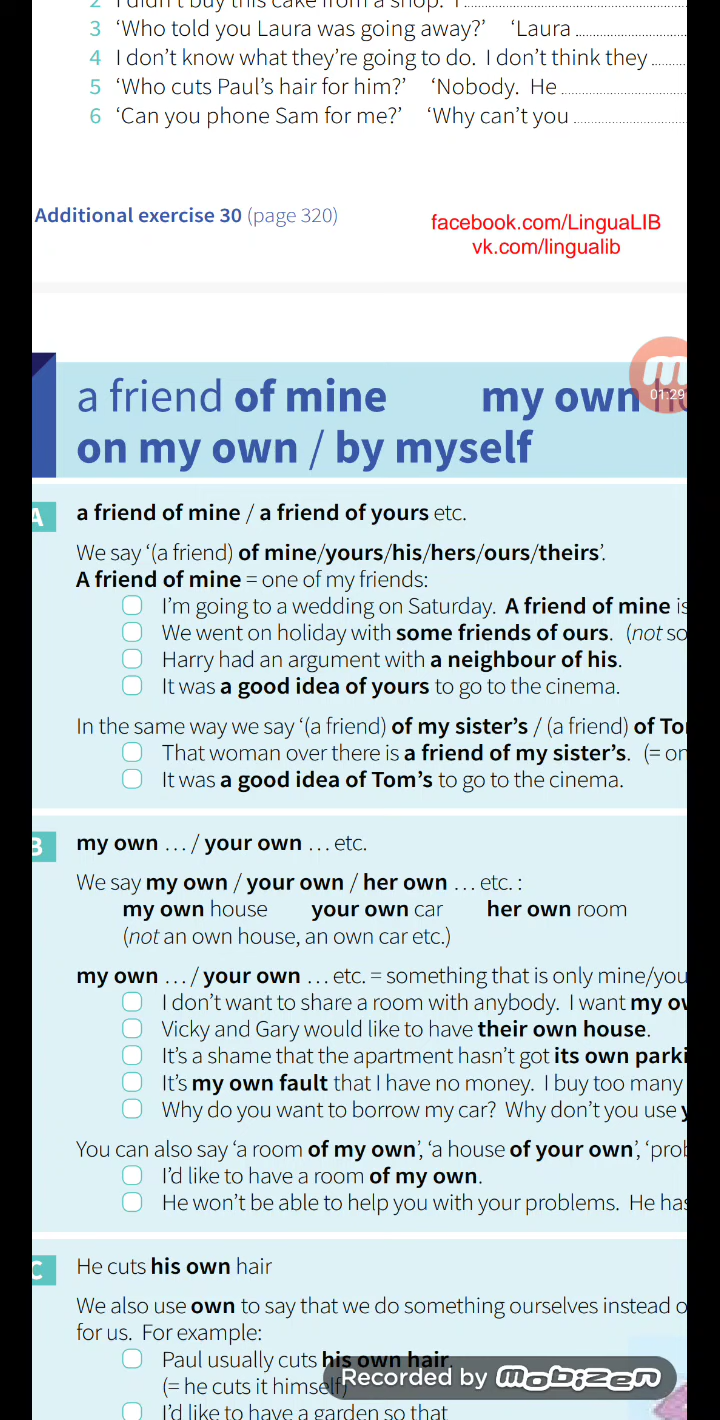 2 I didn't buy this cake from a shop. I
3 'Who told you Laura was going away?' 'Laura
4 I don't know what they're going to do. I don't think they
5 'Who cuts Paul's hair for him?' 'Nobody. He
6 'Can you phone Sam for me?' 'Why can't you
Additional exercise 30 (page 320)
facebook.com/LinguaLIB
vk.com/lingualib
01:29
a friend of mine my own
on my own / by myself
A a friend of mine / a friend of yours etc.
We say '(a friend) of mine/yours/his/hers/ours/theirs'.
A friend of mine = one of my friends:
I'm going to a wedding on Saturday. A friend of mine is
We went on holiday with some friends of ours. (not so
Harry had an argument with a neighbour of his.
It was a good idea of yours to go to the cinema.
In the same way we say '(a friend) of my sister's / (a friend) of To
That woman over there is a friend of my sister's. (= on
It was a good idea of Tom's to go to the cinema.
B my own … / your own … etc.
We say my own / your own / her own … etc. :
my own house your own car her own room
(not an own house, an own car etc.)
my own … / your own … etc. = something that is only mine/you
I don't want to share a room with anybody. I want my ow
Vicky and Gary would like to have their own house.
It's a shame that the apartment hasn't got its own parki
It's my own fault that I have no money. I buy too many
Why do you want to borrow my car? Why don't you use y
You can also say 'a room of my own', 'a house of your own', 'prob
I'd like to have a room of my own.
He won't be able to help you with your problems. He has
C He cuts his own hair
We also use own to say that we do something ourselves instead o
for us. For example:
Paul usually cuts his own hair.
(= he cuts it himself)
Recorded by mobizen
I'd like to have a garden so that